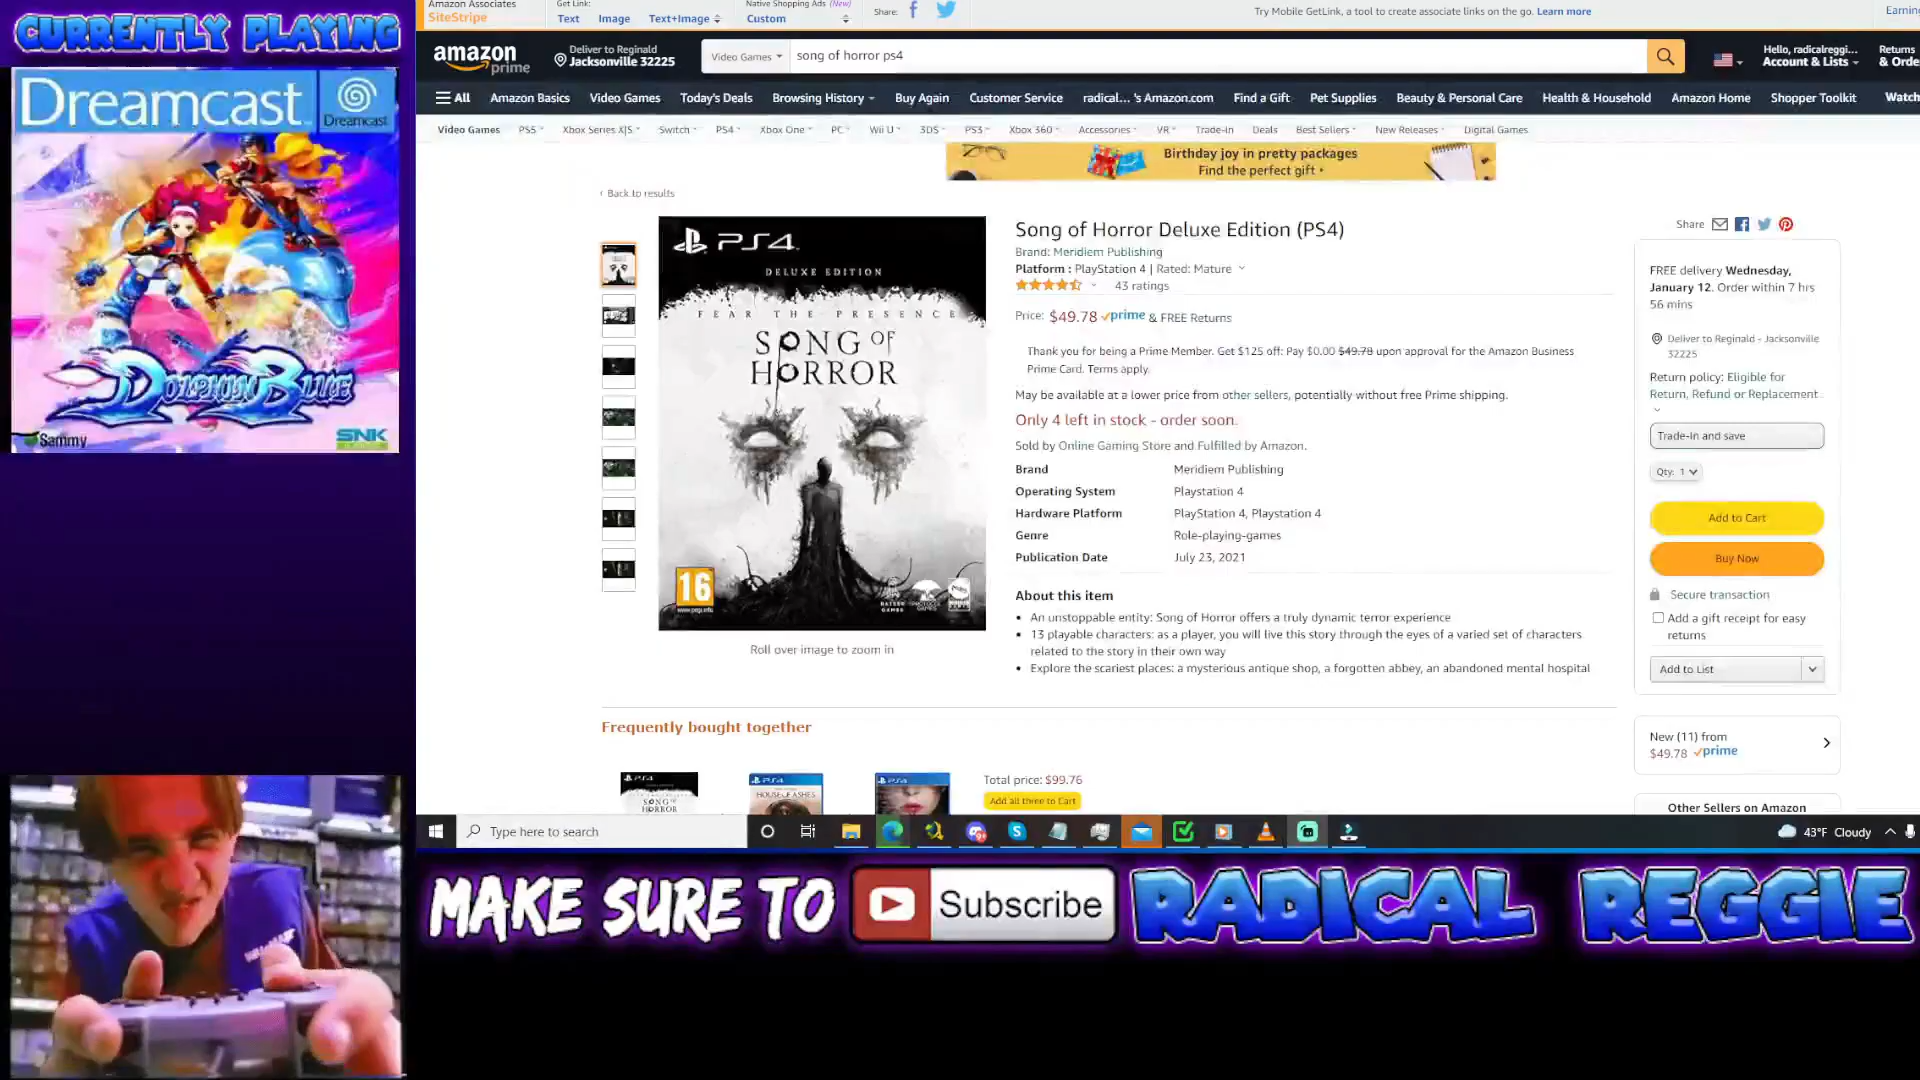 CURRENTLY PLAYING
Dreamcast
Dreamcast
DOLPHIN BLUE
Sammy
SNK
Amazon Associates
SiteStripe
Get Link:
Text Image Text+Image
Native Shopping Ads (New)
Custom
Share:
Try Mobile GetLink, a tool to create associate links on the go. Learn more
Earnin
amazon
prime
Deliver to Reginald
Jacksonville 32225
Video Games
song of horror ps4
Hello, radicalreggi...
Account & Lists
Returns
& Orde
All Amazon Basics Video Games Today's Deals Browsing History Buy Again Customer Service radical... 's Amazon.com Find a Gift Pet Supplies Beauty & Personal Care Health & Household Amazon Home Shopper Toolkit Watch
Video Games PS5 Xbox Series X|S Switch PS4 Xbox One PC Wii U 3DS PS3 Xbox 360 Accessories VR Trade-In Deals Best Sellers New Releases Digital Games
Birthday joy in pretty packages
Find the perfect gift
Back to results
PS4
DELUXE EDITION
FEAR THE PRESENCE
SONG OF
HORROR
16
www.pegi.info
RAISER
GAMES
Roll over image to zoom in
Song of Horror Deluxe Edition (PS4)
Brand: Meridiem Publishing
Platform : PlayStation 4 | Rated: Mature
43 ratings
Price: $49.78 prime & FREE Returns
Thank you for being a Prime Member. Get $125 off: Pay $0.00 $49.78 upon approval for the Amazon Business
Prime Card. Terms apply.
May be available at a lower price from other sellers, potentially without free Prime shipping.
Only 4 left in stock - order soon.
Sold by Online Gaming Store and Fulfilled by Amazon.
Brand Meridiem Publishing
Operating System Playstation 4
Hardware Platform PlayStation 4, Playstation 4
Genre Role-playing-games
Publication Date July 23, 2021
About this item
• An unstoppable entity: Song of Horror offers a truly dynamic terror experience
• 13 playable characters: as a player, you will live this story through the eyes of a varied set of characters
related to the story in their own way
• Explore the scariest places: a mysterious antique shop, a forgotten abbey, an abandoned mental hospital
Share
FREE delivery Wednesday,
January 12. Order within 7 hrs
56 mins
Deliver to Reginald - Jacksonville
32225
Return policy: Eligible for
Return, Refund or Replacement
Trade-In and save
Qty: 1
Add to Cart
Buy Now
Secure transaction
Add a gift receipt for easy
returns
Add to List
New (11) from
$49.78 prime
Other Sellers on Amazon
Frequently bought together
PS4
SONG OF
HORROR
PS4
HOUSE OF ASHES
PS4
Total price: $99.76
Add all three to Cart
Type here to search
43°F Cloudy
MAKE SURE TO Subscribe RADICAL REGGIE